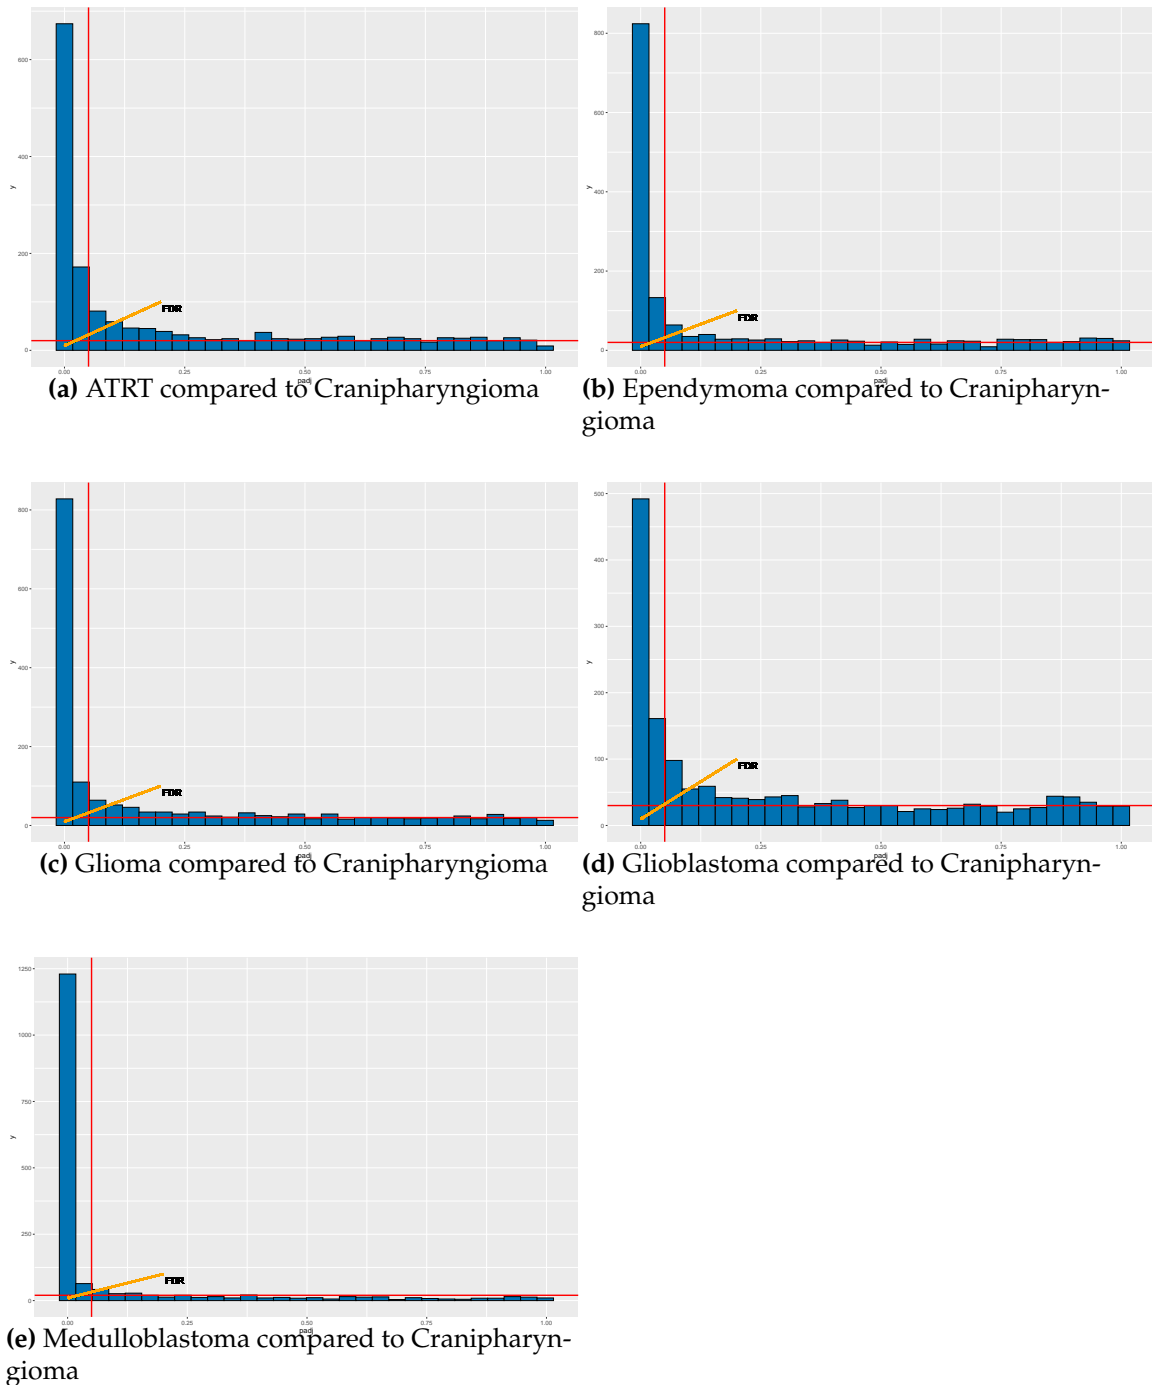 600-
400-
200-
0-
y
FDR
0.00 0.25 0.50 0.75 1.00
padj
(a) ATRT compared to Cranipharyngioma
800-
600-
400-
200-
0-
y
FDR
0.00 0.25 0.50 0.75 1.00
padj
(b) Ependymoma compared to Cranipharyn-
gioma
800-
600-
400-
200-
0-
y
FDR
0.00 0.25 0.50 0.75 1.00
padj
(c) Glioma compared to Cranipharyngioma
500-
400-
300-
200-
100-
0-
y
FDR
0.00 0.25 0.50 0.75 1.00
padj
(d) Glioblastoma compared to Cranipharyn-
gioma
1250-
1000-
750-
500-
250-
0-
y
FDR
0.00 0.25 0.50 0.75 1.00
padj
(e) Medulloblastoma compared to Cranipharyn-
gioma